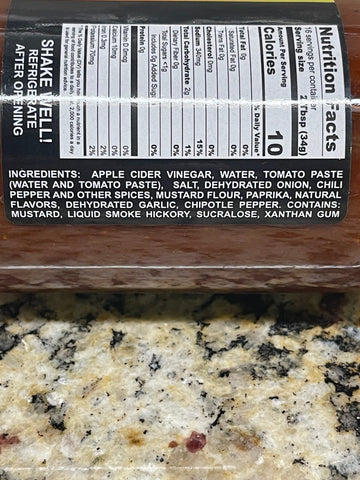 Nutrition Facts
16 servings per container
Serving size 2 Tbsp (34g)
Amount Per Serving
Calories 10
% Daily Value*
Total Fat 0g 0%
Saturated Fat 0g 0%
Trans Fat 0g
Cholesterol 0mg 0%
Sodium 340mg 15%
Total Carbohydrate 2g 1%
Dietary Fiber 0g 0%
Total Sugars <1g
Includes 0g Added Sugars 0%
Protein 0g
Vitamin D 0mcg 0%
Calcium 10mg 0%
Iron 0.3mg 2%
Potassium 70mg 2%
SHAKE WELL!
REFRIGERATE
AFTER OPENING
INGREDIENTS: APPLE CIDER VINEGAR, WATER, TOMATO PASTE
(WATER AND TOMATO PASTE), SALT, DEHYDRATED ONION, CHILI
PEPPER AND OTHER SPICES, MUSTARD FLOUR, PAPRIKA, NATURAL
FLAVORS, DEHYDRATED GARLIC, CHIPOTLE PEPPER. CONTAINS:
MUSTARD, LIQUID SMOKE HICKORY, SUCRALOSE, XANTHAN GUM